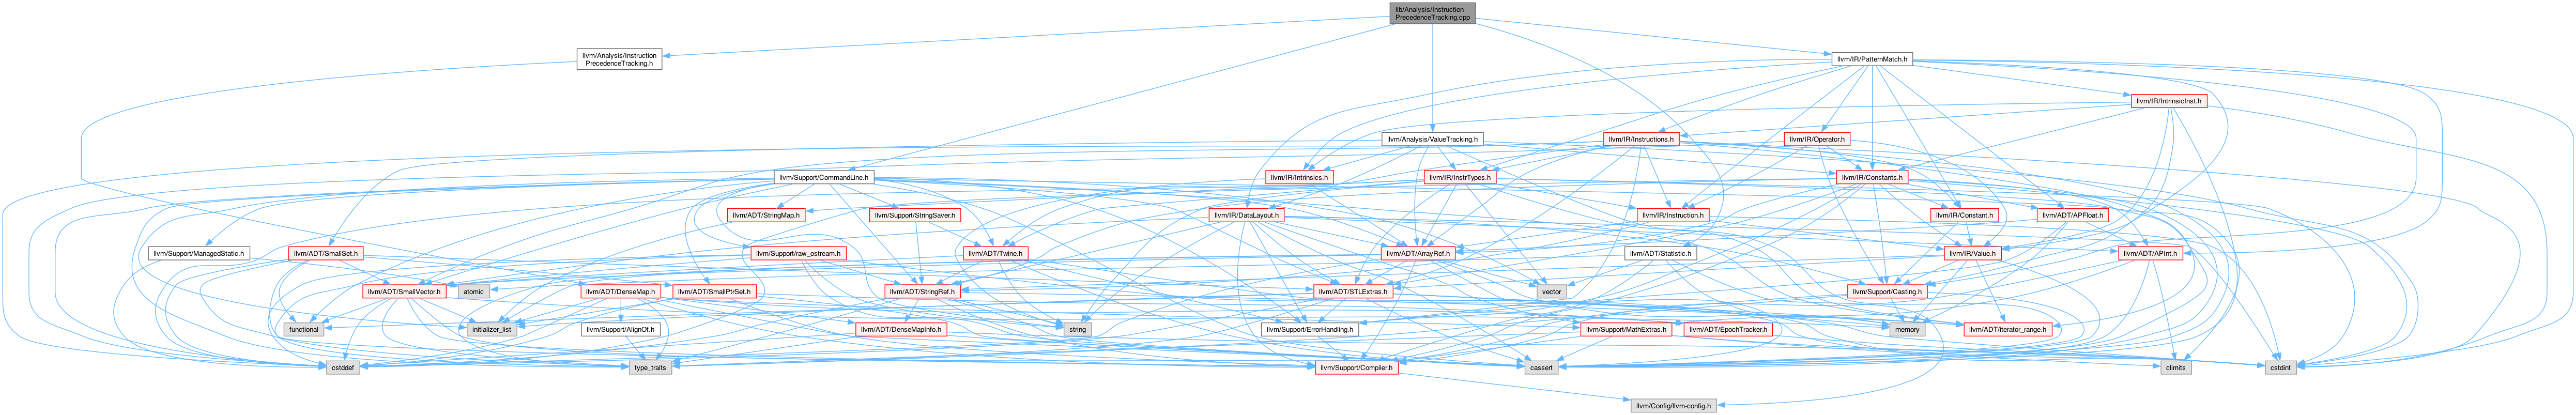 lib/Analysis/Instruction
PrecedenceTracking.cpp
llvm/Analysis/Instruction
PrecedenceTracking.h
llvm/IR/PatternMatch.h
llvm/IR/IntrinsicInst.h
llvm/Analysis/ValueTracking.h
llvm/IR/Instructions.h
llvm/IR/Operator.h
llvm/Support/CommandLine.h
llvm/IR/Intrinsics.h
llvm/IR/InstrTypes.h
llvm/IR/Constants.h
llvm/ADT/StringMap.h
llvm/Support/StringSaver.h
llvm/IR/DataLayout.h
llvm/IR/Instruction.h
llvm/IR/Constant.h
llvm/ADT/APFloat.h
llvm/Support/ManagedStatic.h
llvm/ADT/SmallSet.h
llvm/Support/raw_ostream.h
llvm/ADT/Twine.h
llvm/ADT/ArrayRef.h
llvm/ADT/Statistic.h
llvm/IR/Value.h
llvm/ADT/APInt.h
llvm/ADT/SmallVector.h
atomic
llvm/ADT/DenseMap.h
llvm/ADT/SmallPtrSet.h
llvm/ADT/StringRef.h
llvm/ADT/STLExtras.h
vector
llvm/Support/Casting.h
functional
initializer_list
llvm/Support/AlignOf.h
llvm/ADT/DenseMapInfo.h
string
llvm/Support/ErrorHandling.h
llvm/Support/MathExtras.h
llvm/ADT/EpochTracker.h
memory
llvm/ADT/iterator_range.h
cstddef
type_traits
llvm/Support/Compiler.h
cassert
climits
cstdint
llvm/Config/llvm-config.h